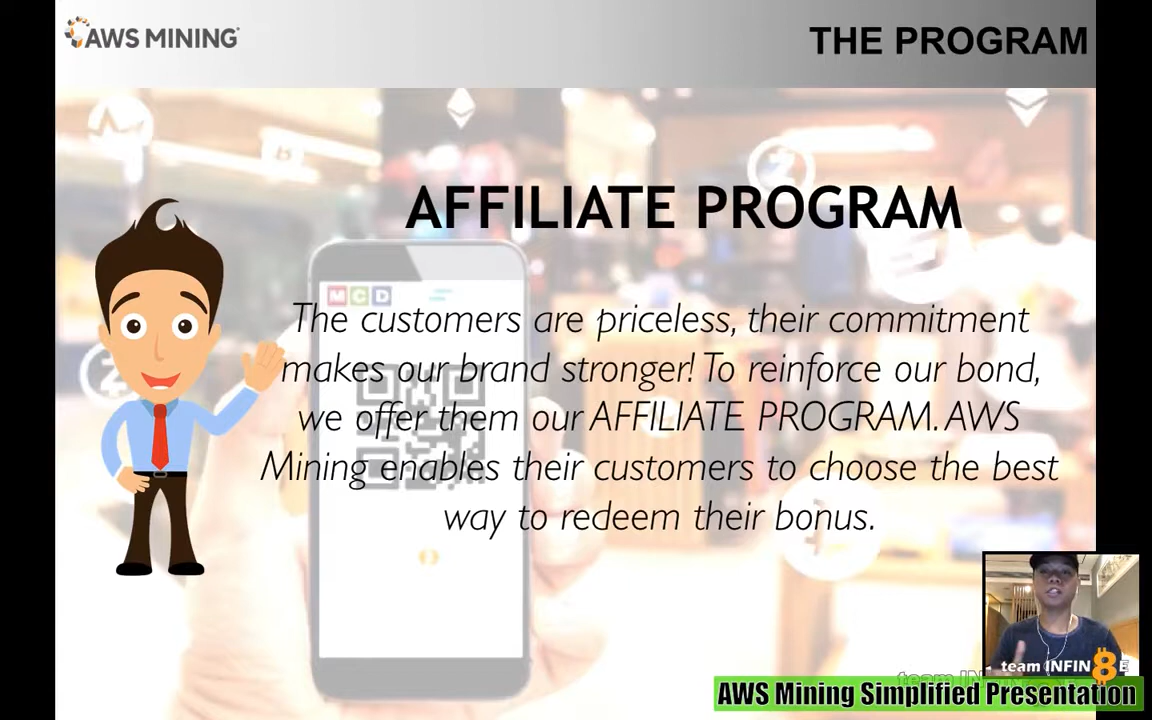 AWS MINING
THE PROGRAM
AFFILIATE PROGRAM
MCD
The customers are priceless, their commitment
makes our brand stronger! To reinforce our bond,
we offer them our AFFILIATE PROGRAM. AWS
Mining enables their customers to choose the best
way to redeem their bonus.
team INFIN8E
AWS Mining Simplified Presentation